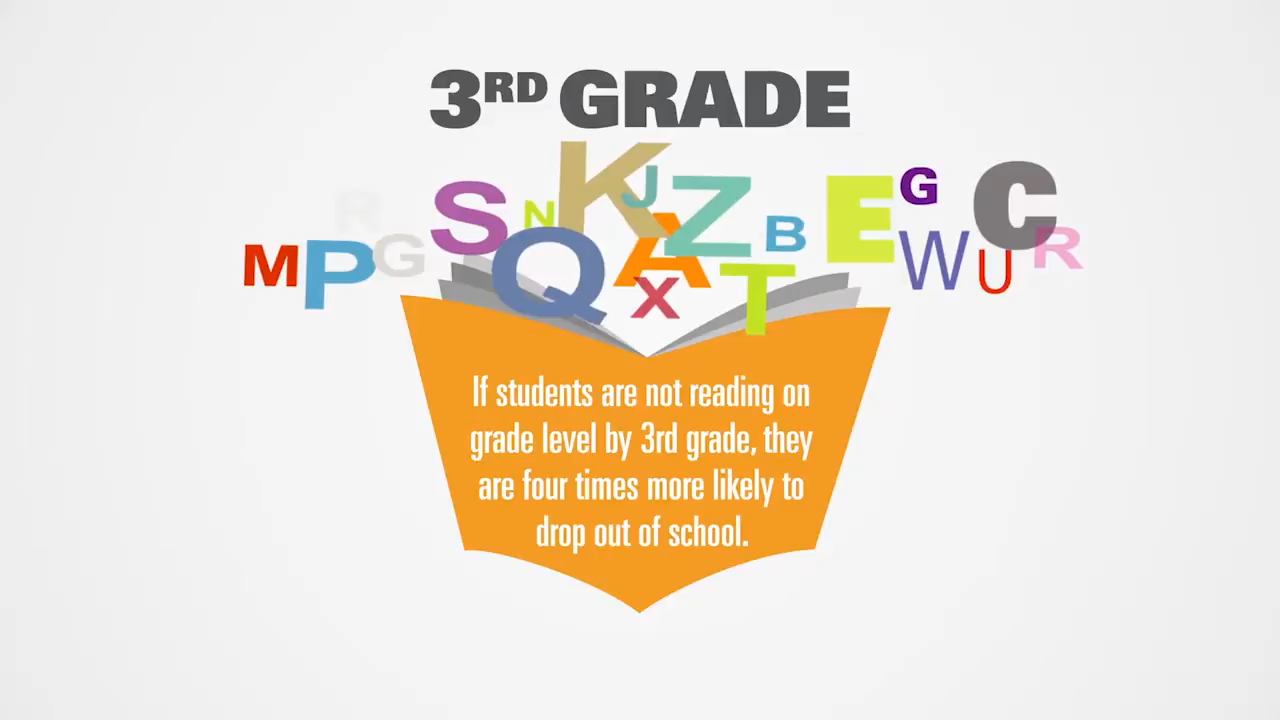 3RD GRADE
K
J
R
S
N
Z
E
G
C
M
P
G
Q
A
B
W
U
R
X
T
If students are not reading on
grade level by 3rd grade, they
are four times more likely to
drop out of school.